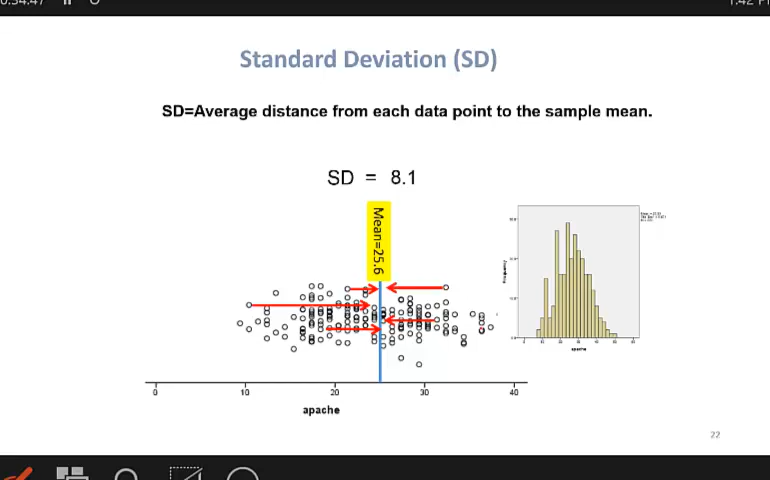 Standard Deviation (SD)
SD=Average distance from each data point to the sample mean.
SD = 8.1
Mean=25.6
0 10 20 30 40
apache
apache
22